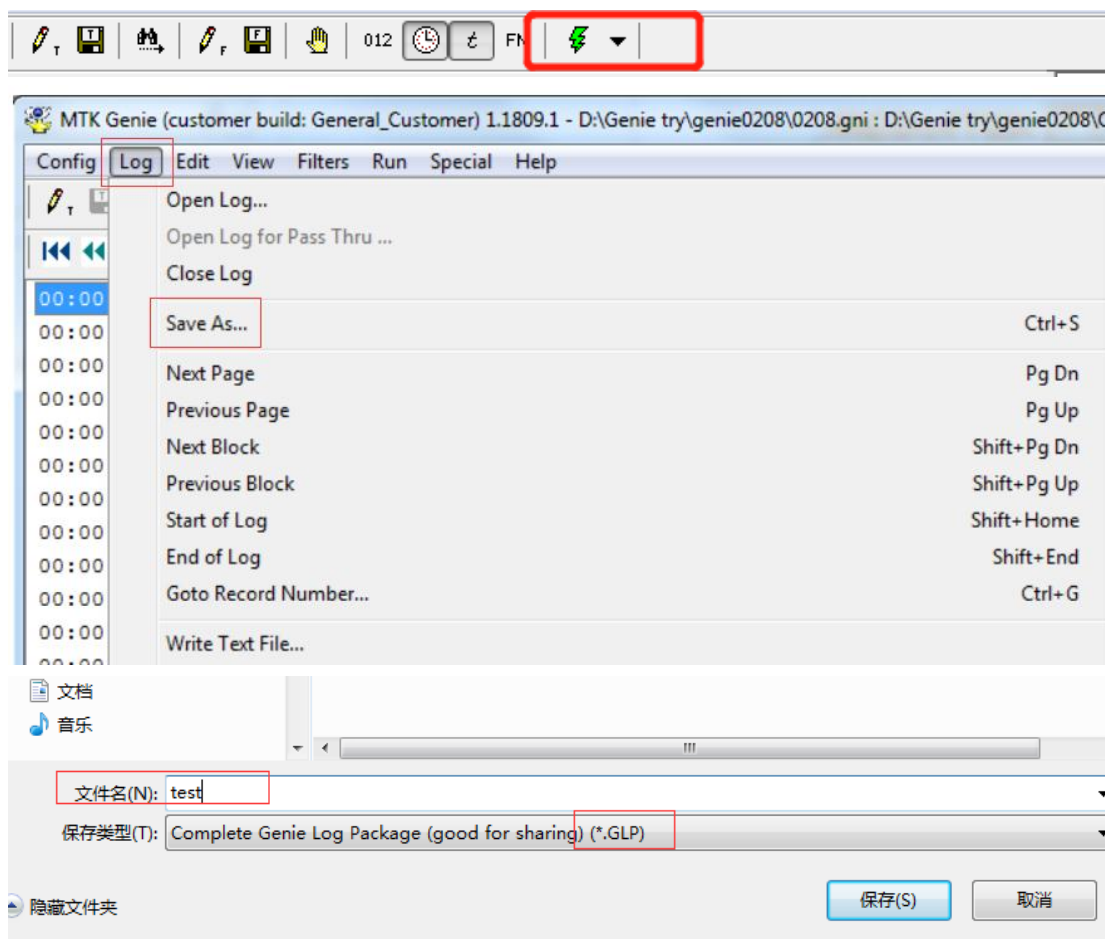 T
T
F
F
012
t
FN
MTK Genie (customer build: General_Customer) 1.1809.1 - D:\Genie try\genie0208\0208.gni : D:\Genie try\genie0208\
Config Log Edit View Filters Run Special Help
T
T
Open Log...
Open Log for Pass Thru ...
Close Log
00:00
Save As... Ctrl+S
00:00
00:00
Next Page Pg Dn
00:00
Previous Page Pg Up
00:00
Next Block Shift+Pg Dn
00:00
Previous Block Shift+Pg Up
00:00
Start of Log Shift+Home
00:00
End of Log Shift+End
00:00
Goto Record Number... Ctrl+G
00:00
00:00
Write Text File...
00:00
文档
音乐
文件名(N): test
保存类型(T): Complete Genie Log Package (good for sharing) (*.GLP)
隐藏文件夹
保存(S)
取消